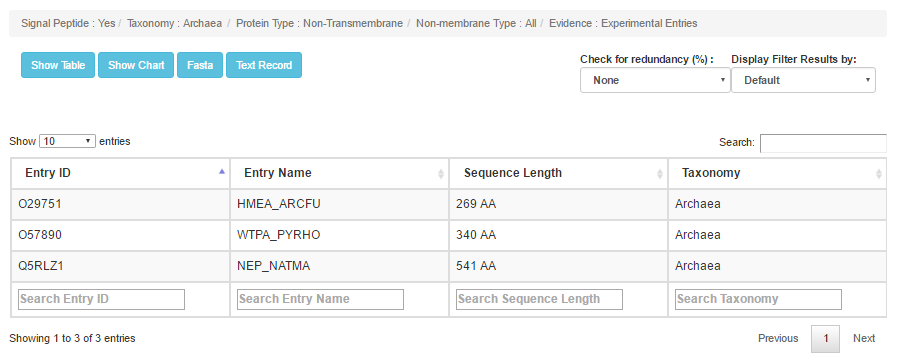 Signal Peptide : Yes / Taxonomy : Archaea / Protein Type : Non-Transmembrane / Non-membrane Type : All / Evidence : Experimental Entries
Check for redundancy (%) : Display Filter Results by:
Show Table Show Chart Fasta Text Record None Default
Show 10 entries Search:
Entry ID Entry Name Sequence Length Taxonomy
O29751 HMEA_ARCFU 269 AA Archaea
O57890 WTPA_PYRHO 340 AA Archaea
Q5RLZ1 NEP_NATMA 541 AA Archaea
Search Entry ID Search Entry Name Search Sequence Length Search Taxonomy
Showing 1 to 3 of 3 entries Previous 1 Next